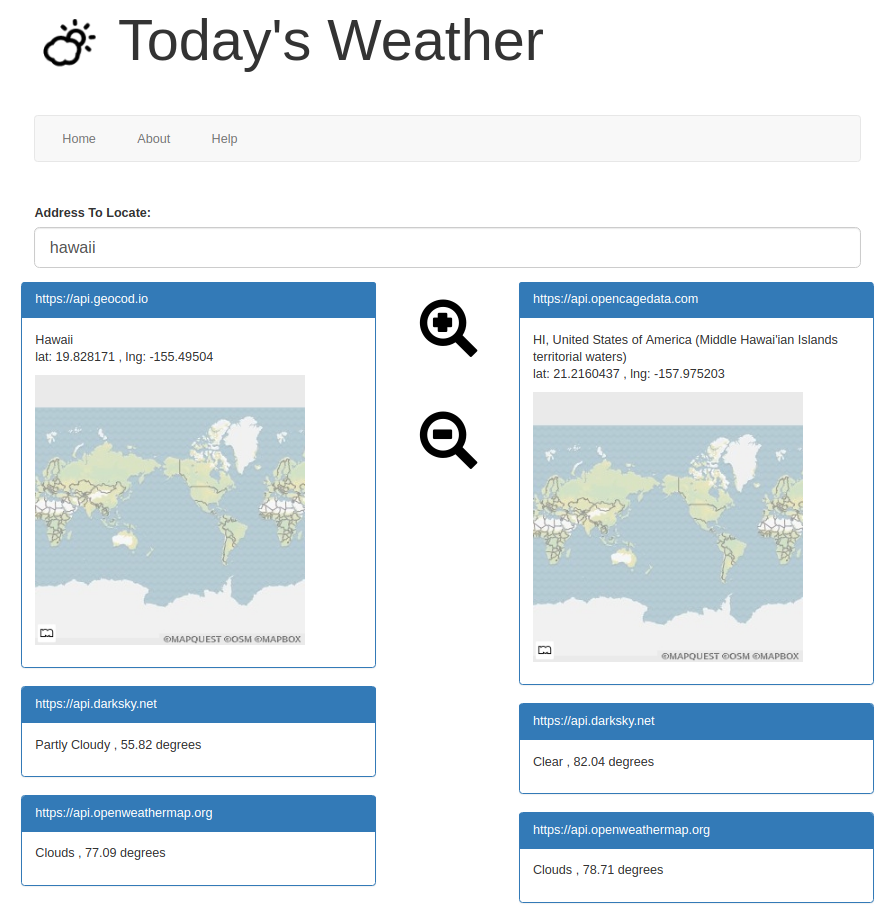 Today's Weather
Home About Help
Address To Locate:
hawaii
https://api.geocod.io
Hawaii
lat: 19.828171 , lng: -155.49504
©MAPQUEST ©OSM ©MAPBOX
https://api.darksky.net
Partly Cloudy , 55.82 degrees
https://api.openweathermap.org
Clouds , 77.09 degrees
https://api.opencagedata.com
HI, United States of America (Middle Hawai'ian Islands
territorial waters)
lat: 21.2160437 , lng: -157.975203
©MAPQUEST ©OSM ©MAPBOX
https://api.darksky.net
Clear , 82.04 degrees
https://api.openweathermap.org
Clouds , 78.71 degrees